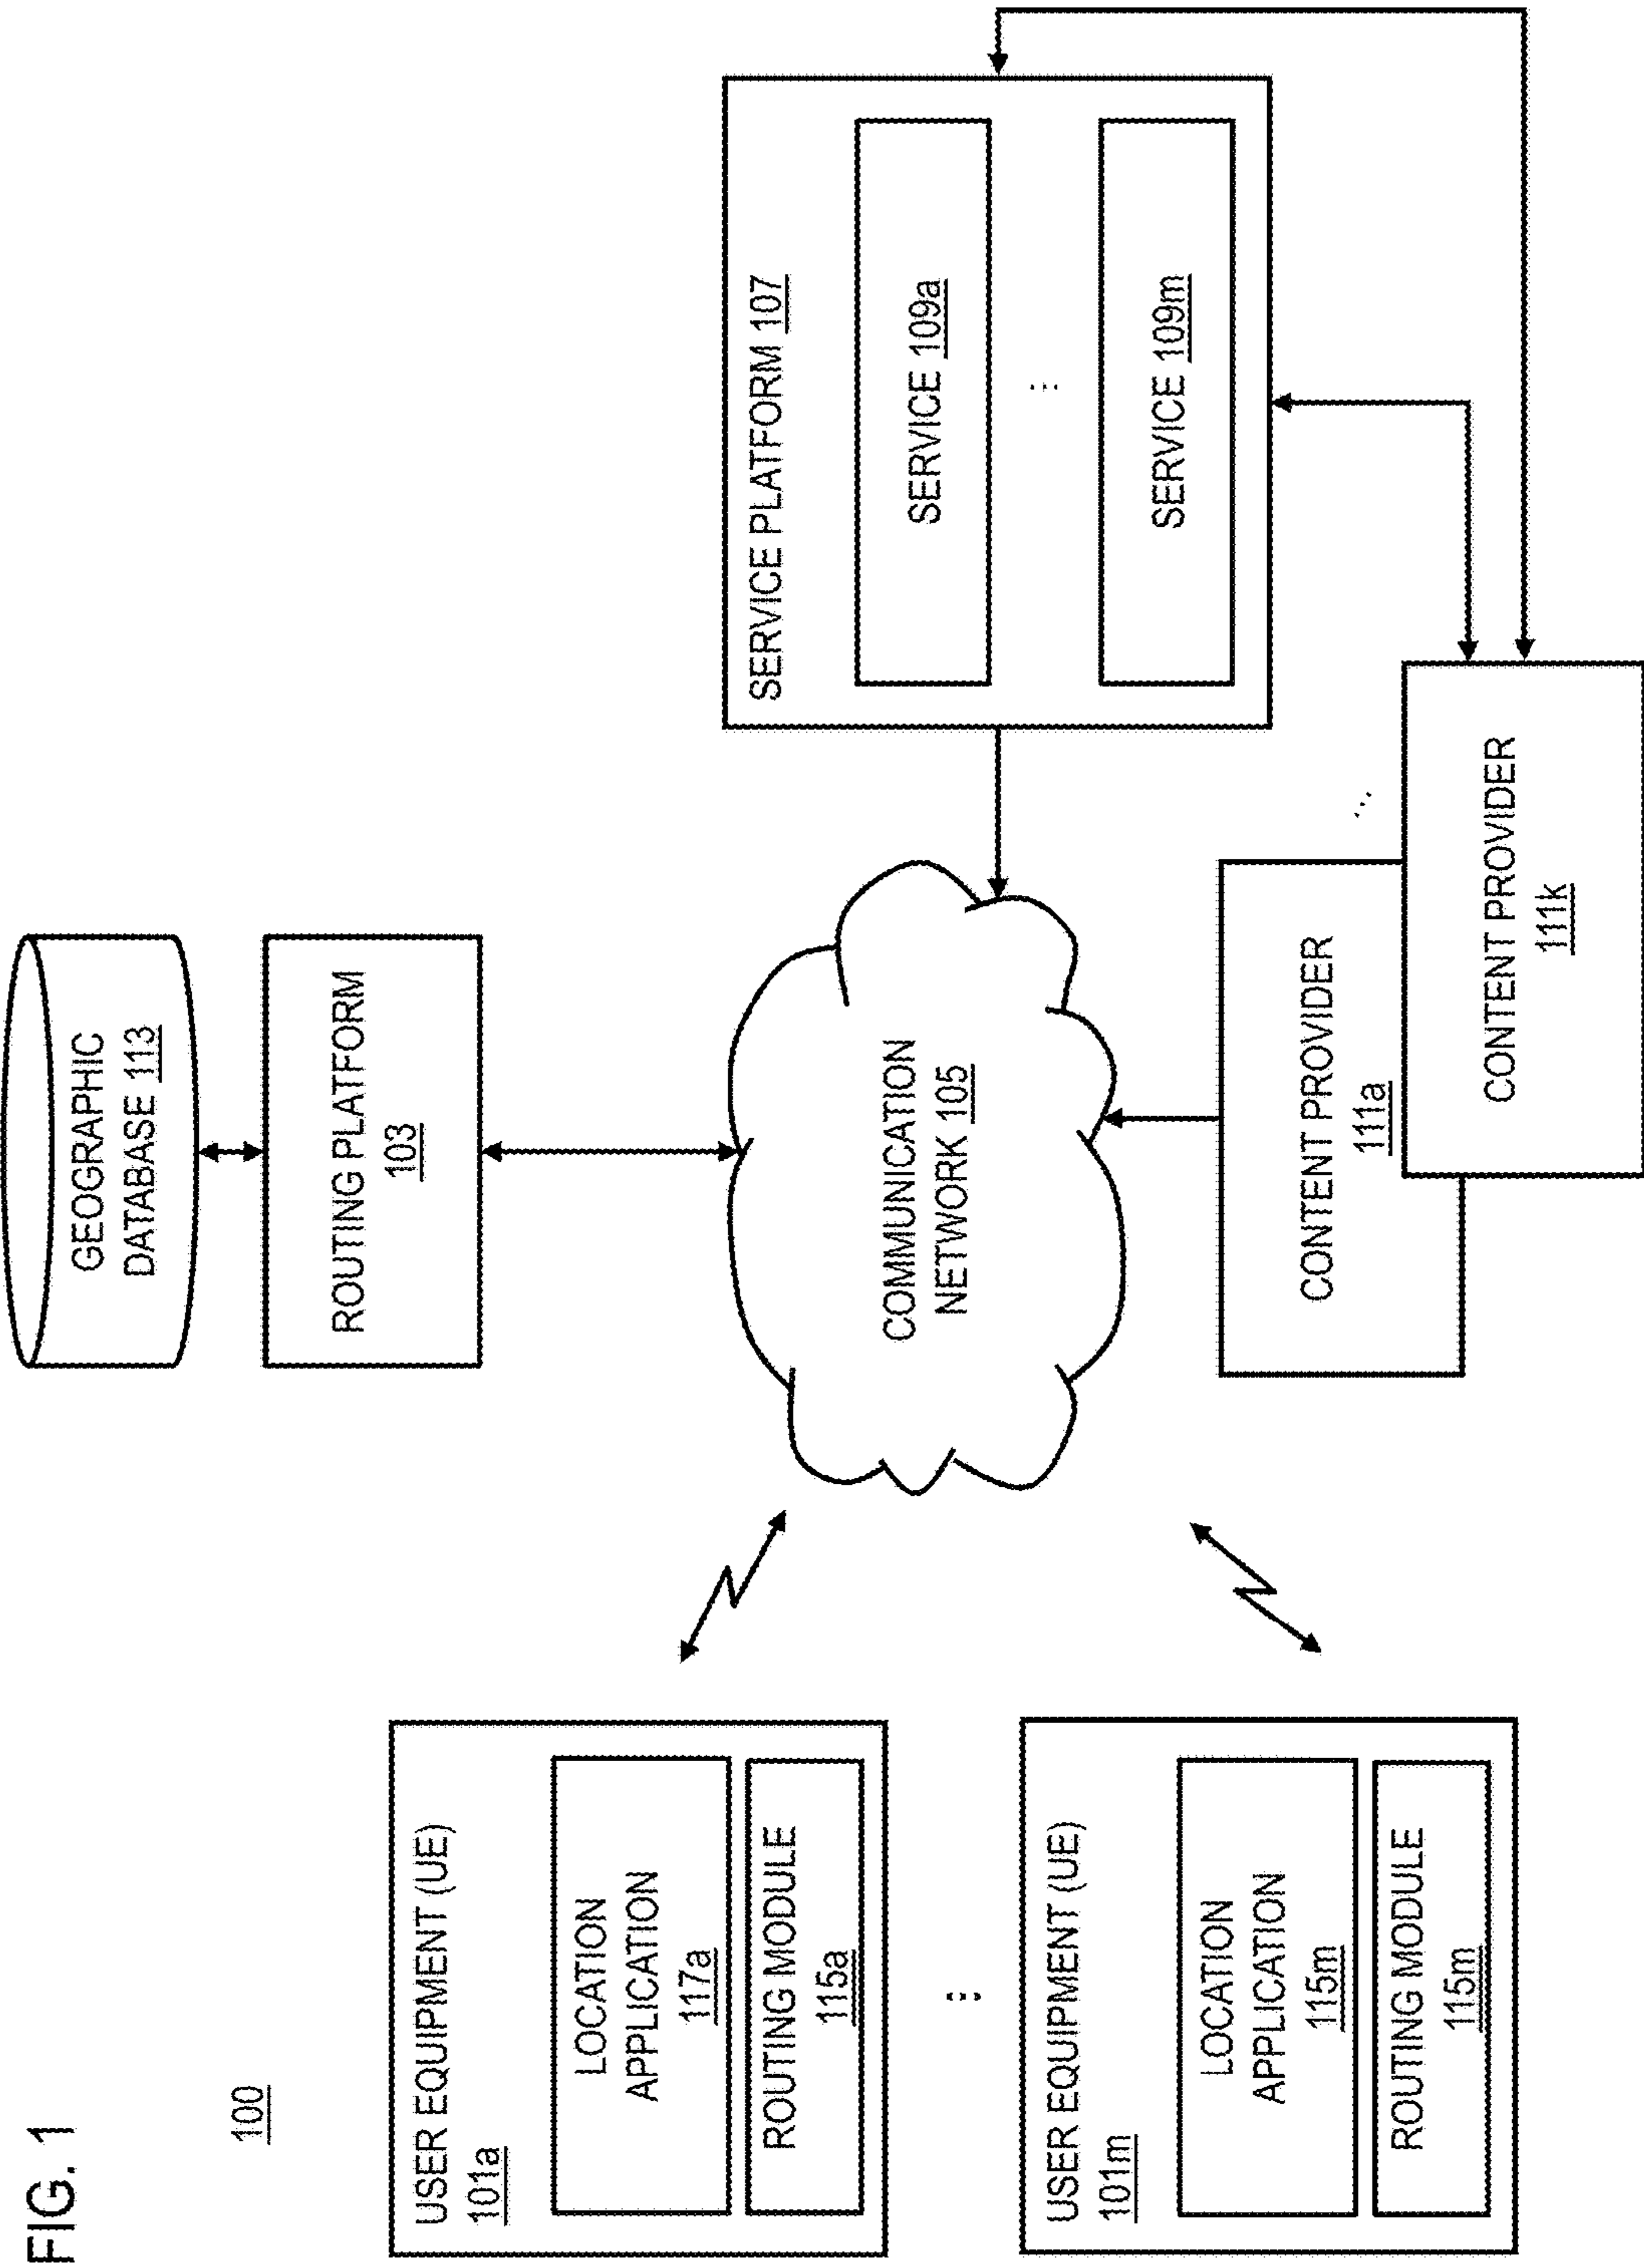 FIG. 1
100
GEOGRAPHIC
DATABASE 113
ROUTING PLATFORM
103
USER EQUIPMENT (UE)
101a
LOCATION
APPLICATION
117a
ROUTING MODULE
115a
USER EQUIPMENT (UE)
101m
LOCATION
APPLICATION
115m
ROUTING MODULE
115m
COMMUNICATION
NETWORK 105
SERVICE PLATFORM 107
SERVICE 109a
...
SERVICE 109m
CONTENT PROVIDER
111a
...
CONTENT PROVIDER
111k